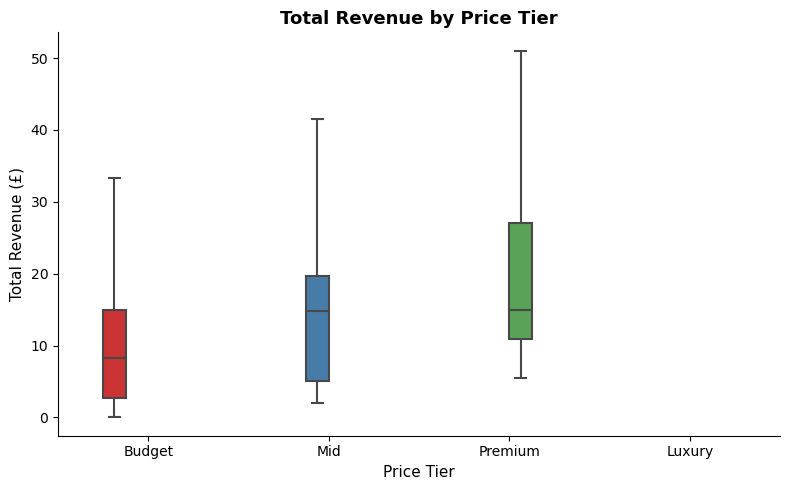 Total Revenue by Price Tier
Total Revenue (£)
50
40
30
20
10
0
Budget Mid Premium Luxury
Price Tier